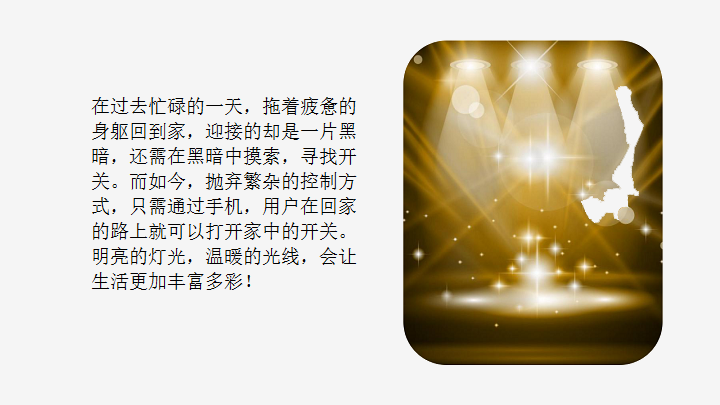 在过去忙碌的一天，拖着疲惫的
身躯回到家，迎接的却是一片黑
暗，还需在黑暗中摸索，寻找开
关。而如今，抛弃繁杂的控制方
式，只需通过手机，用户在回家
的路上就可以打开家中的开关。
明亮的灯光，温暖的光线，会让
生活更加丰富多彩！